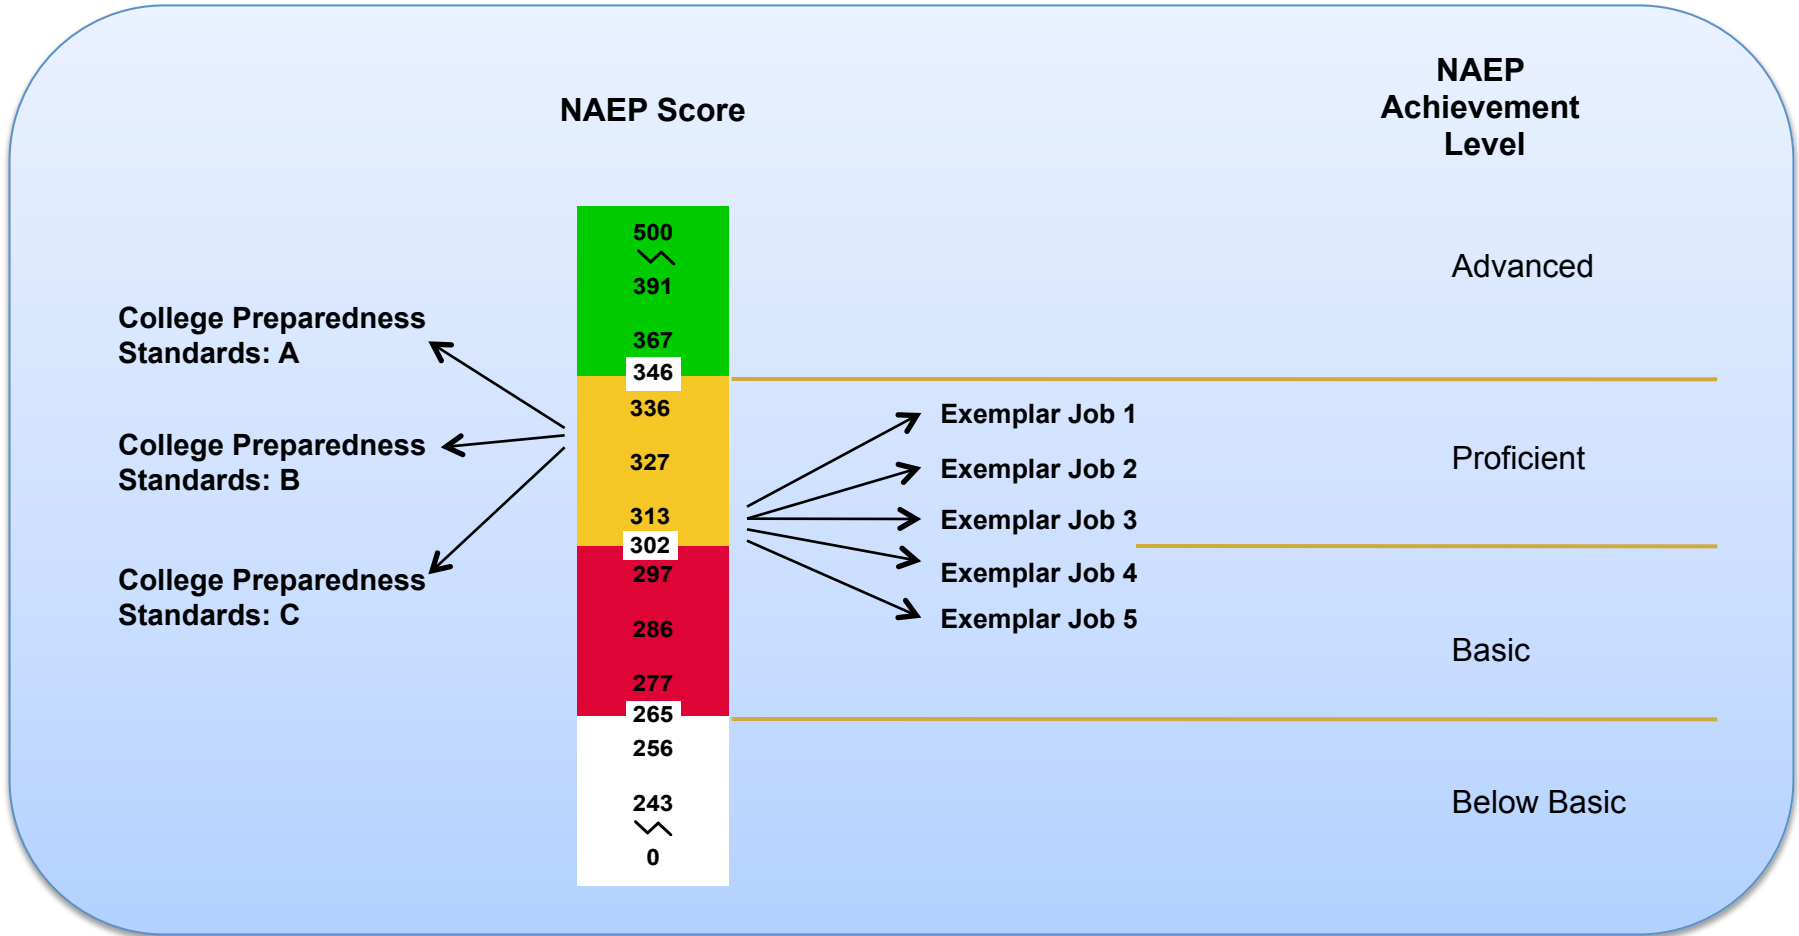 NAEP
Achievement
Level
NAEP Score
500
391
367
346
336
327
313
302
297
286
277
265
256
243
0
College Preparedness
Standards: A
College Preparedness
Standards: B
College Preparedness
Standards: C
Exemplar Job 1
Exemplar Job 2
Exemplar Job 3
Exemplar Job 4
Exemplar Job 5
Advanced
Proficient
Basic
Below Basic